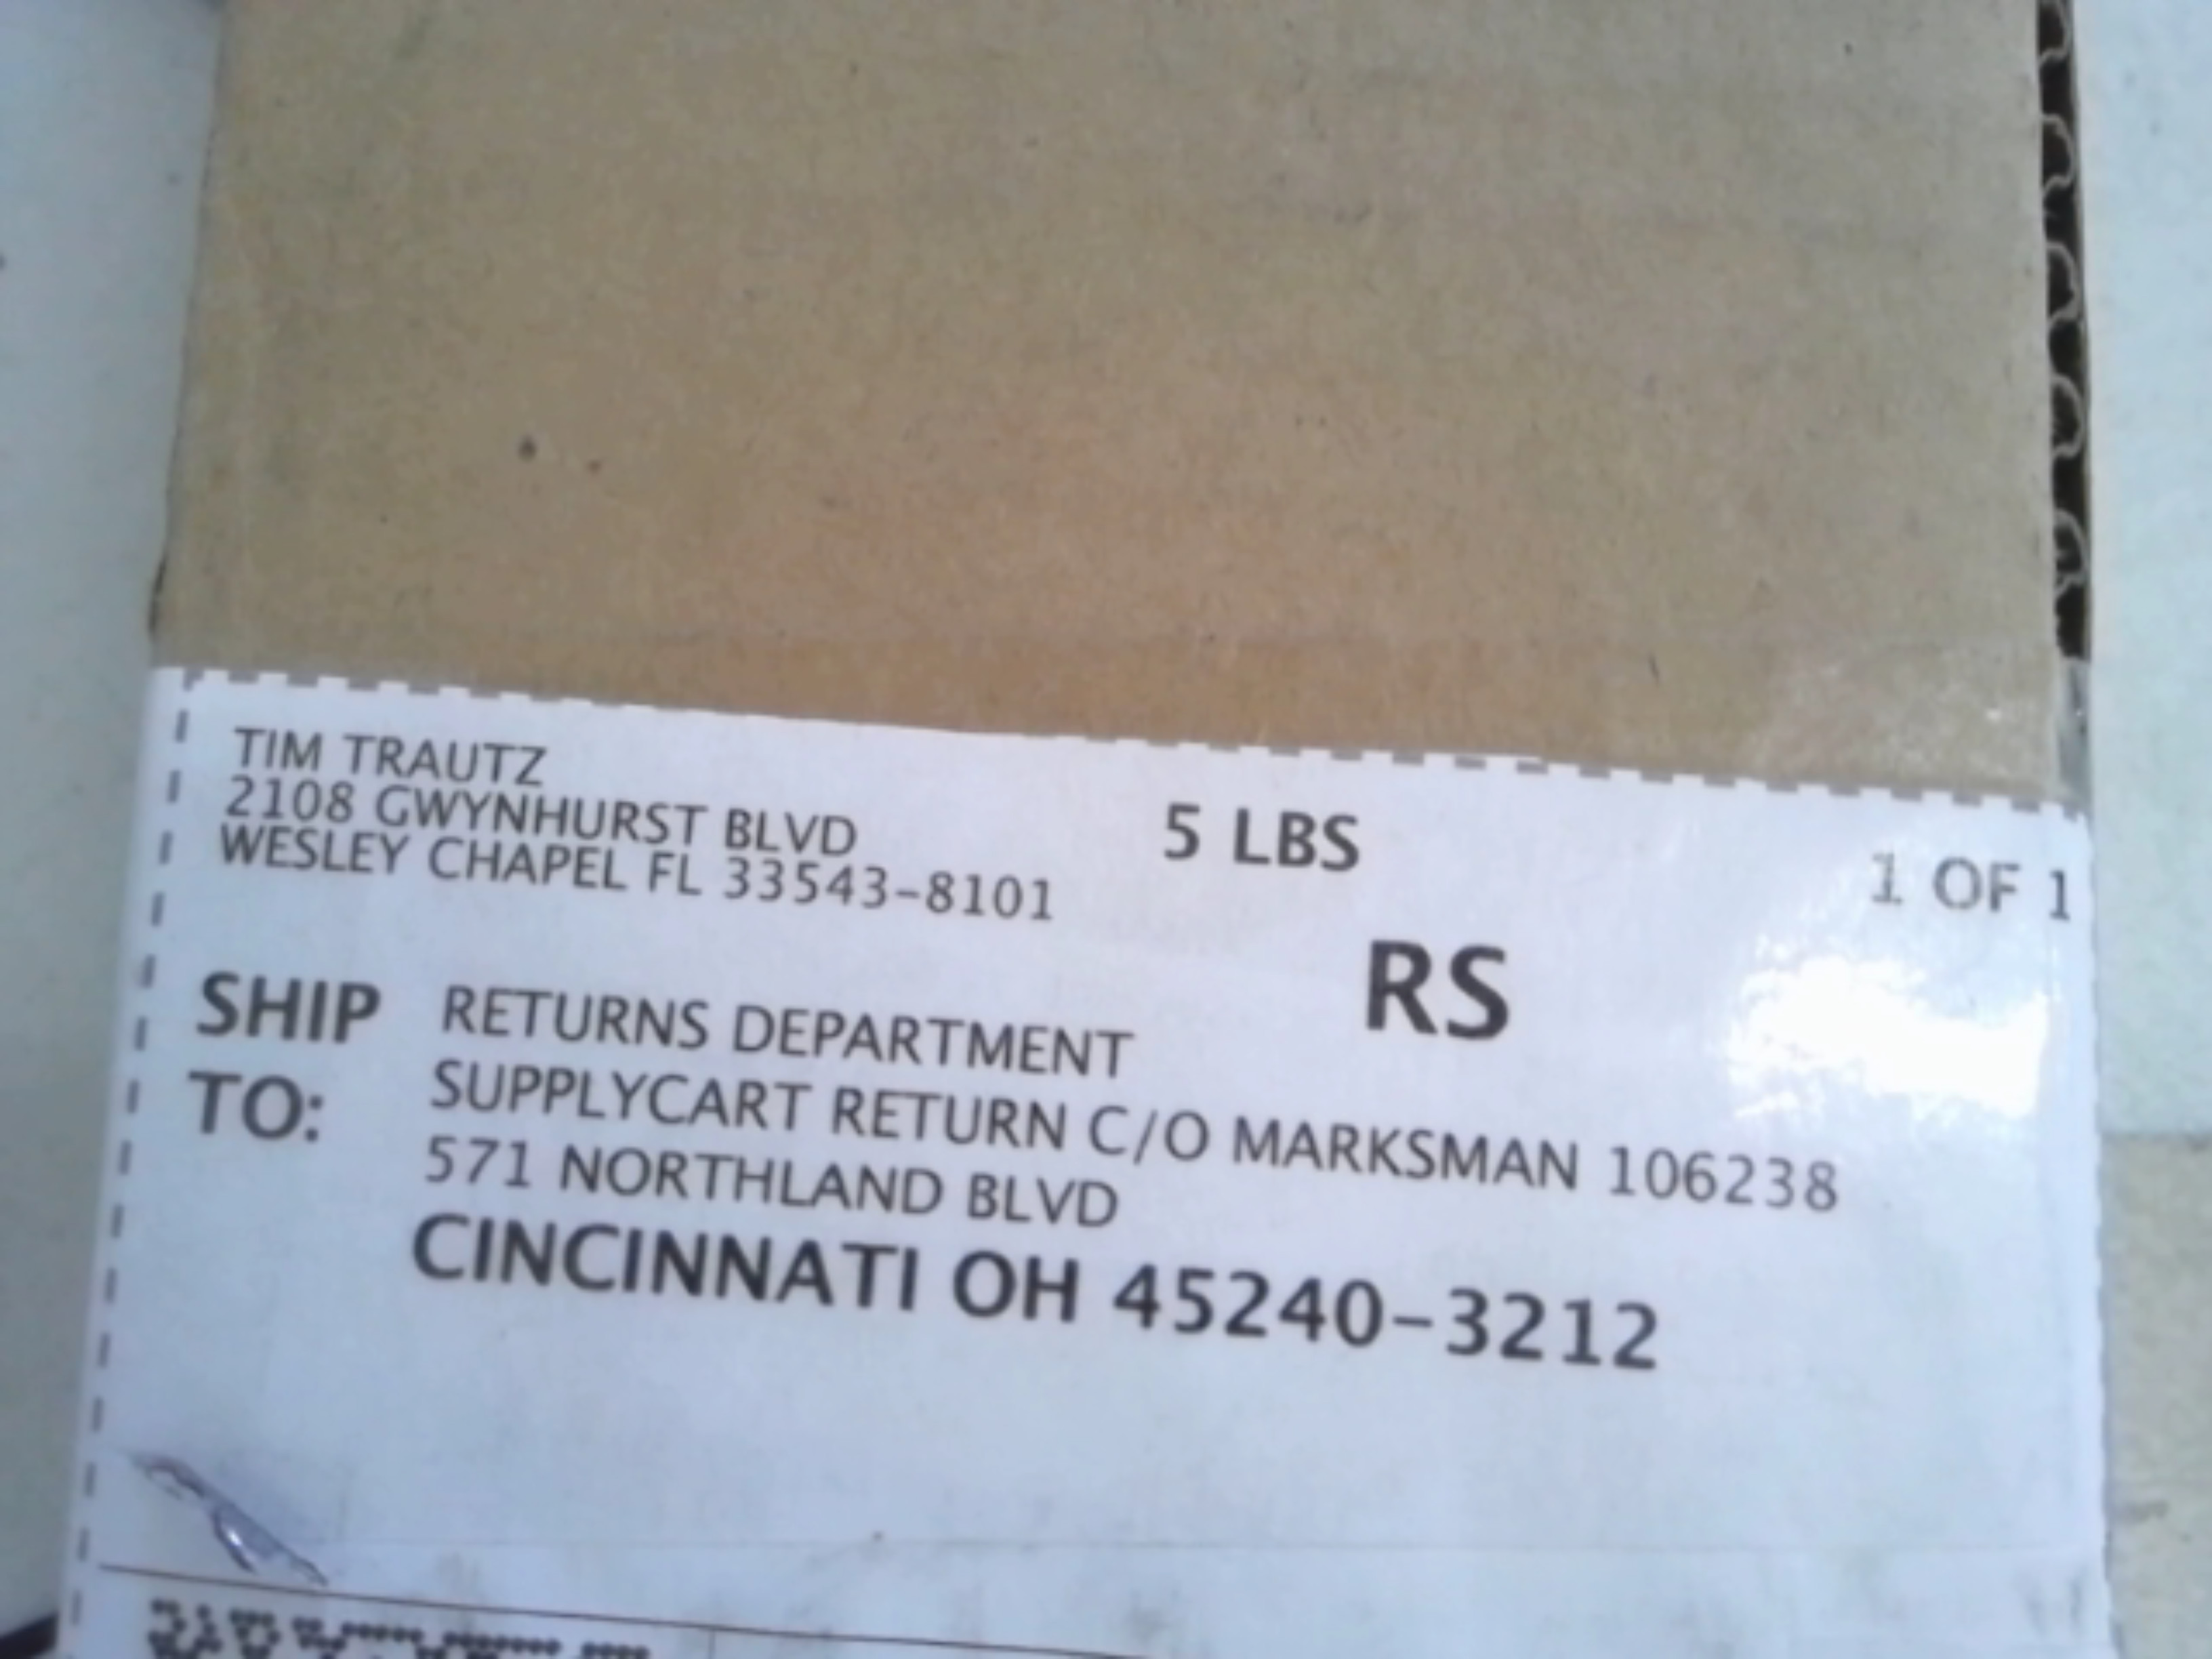 TIM TRAUTZ
2108 GWYNHURST BLVD
WESLEY CHAPEL FL 33543-8101
5 LBS
1 OF 1
RS
SHIP TO:
RETURNS DEPARTMENT
SUPPLYCART RETURN C/O MARKSMAN 106238
571 NORTHLAND BLVD
CINCINNATI OH 45240-3212